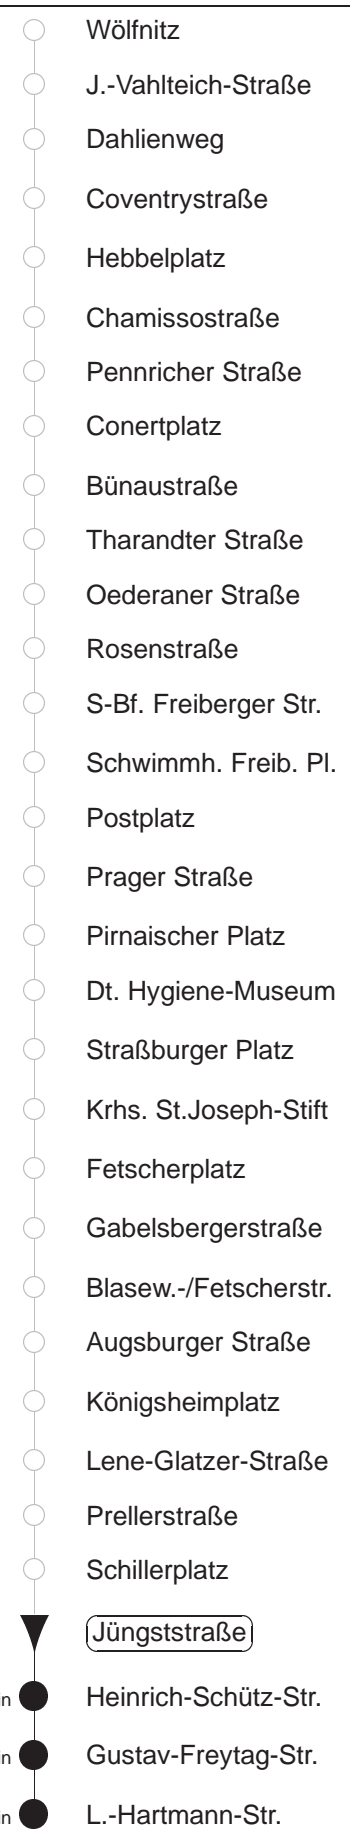 Wölfnitz
J.-Vahlteich-Straße
Dahlienweg
Coventrystraße
Hebbelplatz
Chamissostraße
Pennricher Straße
Conertplatz
Bünaustraße
Tharandter Straße
Oederaner Straße
Rosenstraße
S-Bf. Freiberger Str.
Schwimmh. Freib. Pl.
Postplatz
Prager Straße
Pirnaischer Platz
Dt. Hygiene-Museum
Straßburger Platz
Krhs. St.Joseph-Stift
Fetscherplatz
Gabelsbergerstraße
Blasew.-/Fetscherstr.
Augsburger Straße
Königsheimplatz
Lene-Glatzer-Straße
Prellerstraße
Schillerplatz
Jüngststraße
Heinrich-Schütz-Str.
Gustav-Freytag-Str.
L.-Hartmann-Str.